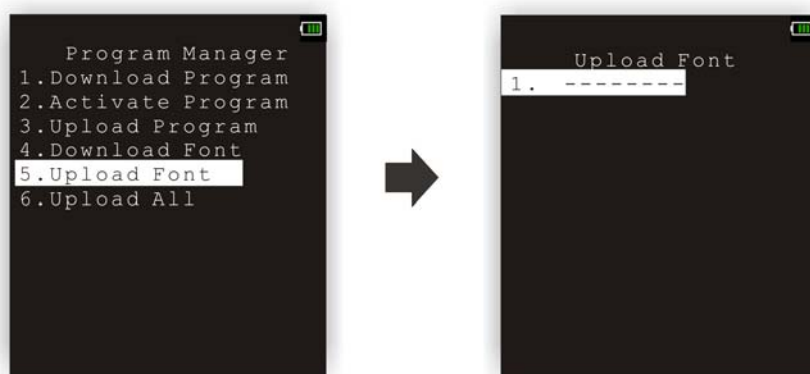 Program Manager
1.Download Program
2.Activate Program
3.Upload Program
4.Download Font
5.Upload Font
6.Upload All
Upload Font
1. --------